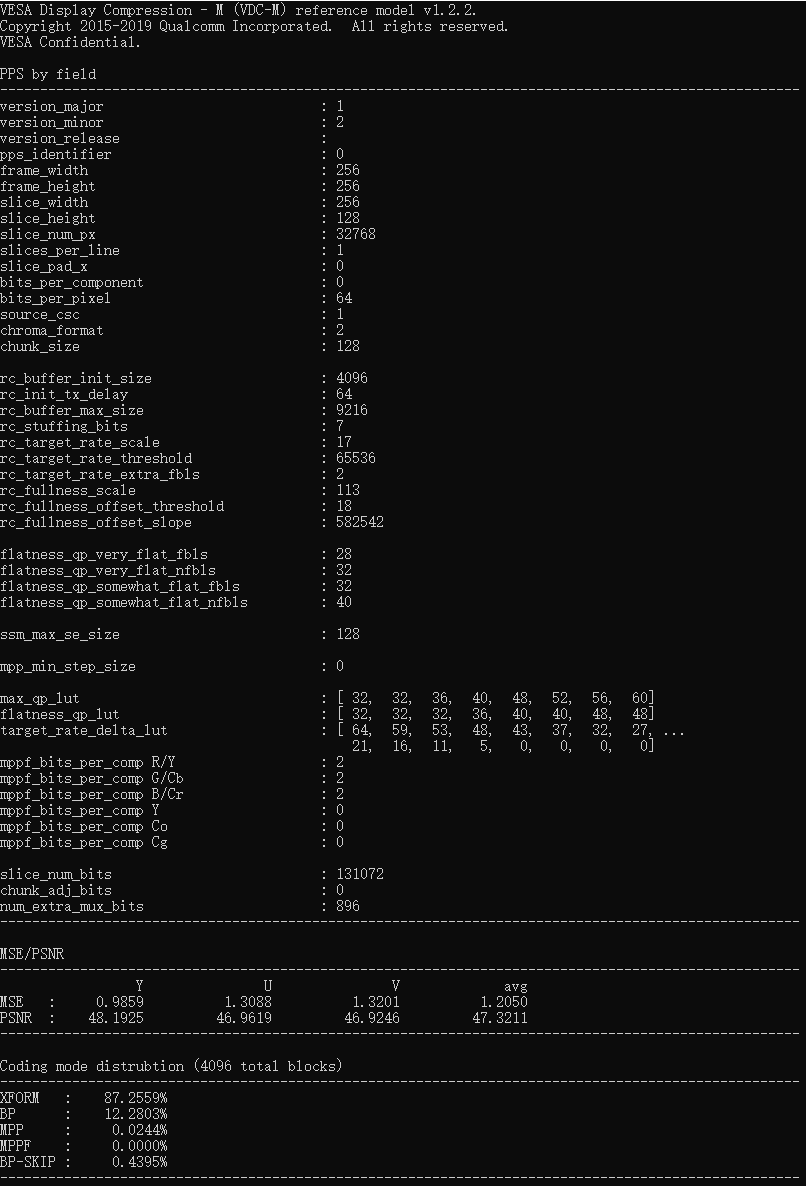 VESA Display Compression - M (VDC-M) reference model v1.2.2.
Copyright 2015-2019 Qualcomm Incorporated.  All rights reserved.
VESA Confidential.
PPS by field
----------------------------------------------------------------------------------------------------
version_major                           : 1
version_minor                           : 2
version_release                         :
pps_identifier                          : 0
frame_width                             : 256
frame_height                            : 256
slice_width                             : 256
slice_height                            : 128
slice_num_px                            : 32768
slices_per_line                         : 1
slice_pad_x                             : 0
bits_per_component                      : 0
bits_per_pixel                          : 64
source_csc                              : 1
chroma_format                           : 2
chunk_size                              : 128
rc_buffer_init_size                     : 4096
rc_init_tx_delay                        : 64
rc_buffer_max_size                      : 9216
rc_stuffing_bits                        : 7
rc_target_rate_scale                    : 17
rc_target_rate_threshold                : 65536
rc_target_rate_extra_fbls               : 2
rc_fullness_scale                       : 113
rc_fullness_offset_threshold            : 18
rc_fullness_offset_slope                : 582542
flatness_qp_very_flat_fbls              : 28
flatness_qp_very_flat_nfbls             : 32
flatness_qp_somewhat_flat_fbls          : 32
flatness_qp_somewhat_flat_nfbls         : 40
ssm_max_se_size                         : 128
mpp_min_step_size                       : 0
max_qp_lut                              : [ 32,  32,  36,  40,  48,  52,  56,  60]
flatness_qp_lut                         : [ 32,  32,  32,  36,  40,  40,  48,  48]
target_rate_delta_lut                   : [ 64,  59,  53,  48,  43,  37,  32,  27, ...
                                            21,  16,  11,   5,   0,   0,   0,   0]
mppf_bits_per_comp R/Y                  : 2
mppf_bits_per_comp G/Cb                 : 2
mppf_bits_per_comp B/Cr                 : 2
mppf_bits_per_comp Y                    : 0
mppf_bits_per_comp Co                   : 0
mppf_bits_per_comp Cg                   : 0
slice_num_bits                          : 131072
chunk_adj_bits                          : 0
num_extra_mux_bits                      : 896
----------------------------------------------------------------------------------------------------
MSE/PSNR
----------------------------------------------------------------------------------------------------
                 Y               U               V             avg
MSE   :     0.9859          1.3088          1.3201          1.2050
PSNR  :    48.1925         46.9619         46.9246         47.3211
----------------------------------------------------------------------------------------------------
Coding mode distrubtion (4096 total blocks)
----------------------------------------------------------------------------------------------------
XFORM   :    87.2559%
BP      :    12.2803%
MPP     :     0.0244%
MPPF    :     0.0000%
BP-SKIP :     0.4395%
----------------------------------------------------------------------------------------------------